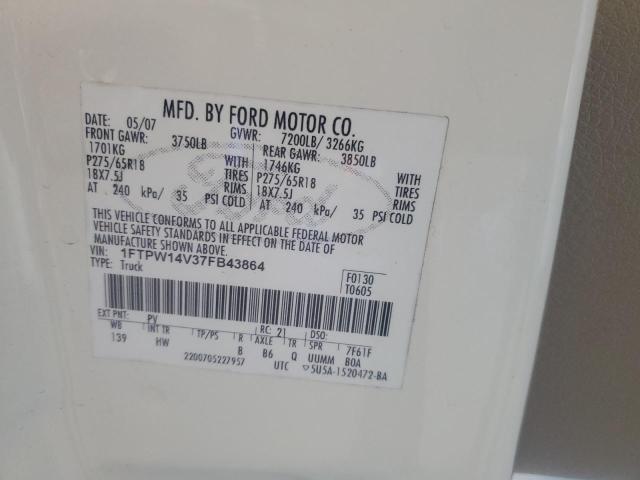 MFD. BY FORD MOTOR CO.
DATE: 05/07 GVWR: 7200LB/ 3266KG
FRONT GAWR: 3750LB REAR GAWR: 3850LB
1701KG WITH 1746KG WITH
P275/65R18 TIRES P275/65R18 TIRES
18X7.5J RIMS 18X7.5J RIMS
AT 240 kPa/ 35 PSI COLD AT 240 kPa/ 35 PSI COLD
THIS VEHICLE CONFORMS TO ALL APPLICABLE FEDERAL MOTOR
VEHICLE SAFETY STANDARDS IN EFFECT ON THE DATE OF
MANUFACTURE SHOWN ABOVE.
VIN: 1FTPW14V37FB43864
TYPE: Truck
F0130
T0605
EXT PNT: PV RC: 21 DSO:
WB INT TR TP/PS R AXLE TR SPR 7F61F
139 HW B B6 Q UUMM BOA
2200705227957 UTC ▽5U5A-1520472-BA
Ford